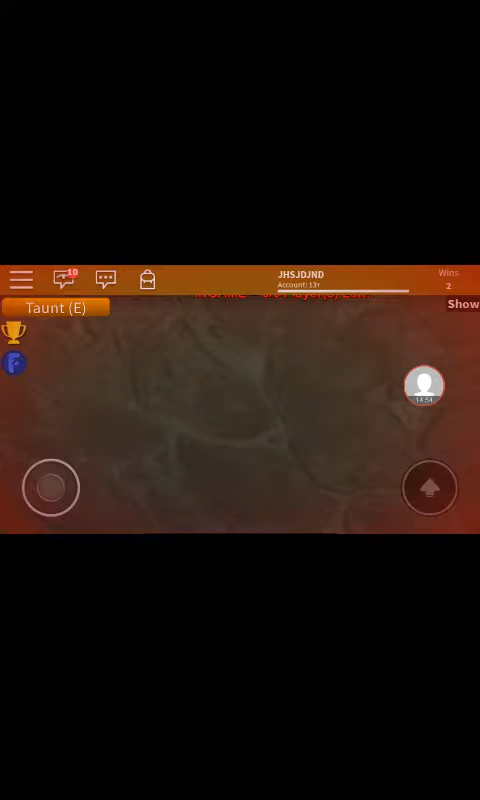 10
JHSJDJND
Account: 13+
Wins
2
Taunt (E)
Show
F
14:54